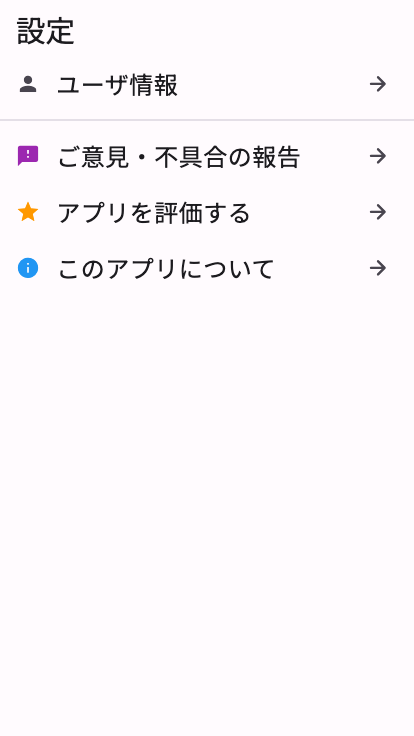 設定
ユーザ情報
ご意見・不具合の報告
アプリを評価する
このアプリについて